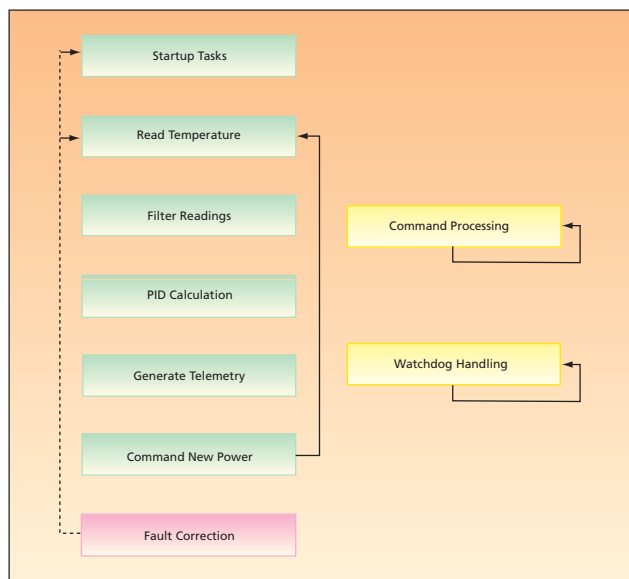 Startup Tasks
Read Temperature
Filter Readings
PID Calculation
Generate Telemetry
Command New Power
Fault Correction
Command Processing
Watchdog Handling